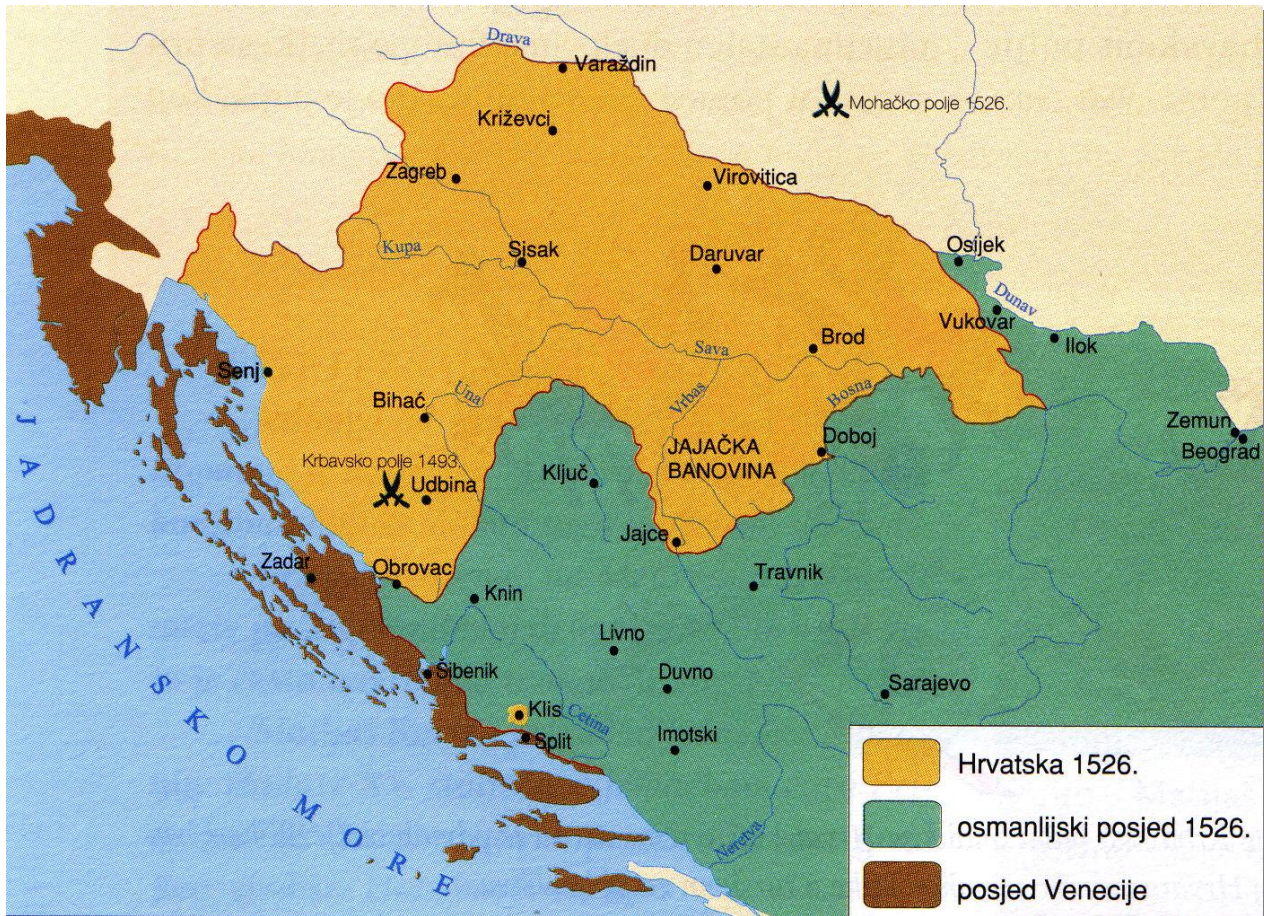 Drava
Varaždin
Mohačko polje 1526.
Križevci
Zagreb
Virovitica
Kupa
Sisak
Daruvar
Osijek
Dunav
Vukovar
Ilok
Senj
Sava
Brod
Bihać
Una
Vrbas
Bosna
Zemun
Beograd
Krbavsko polje 1493.
Udbina
Ključ
JAJAČKA
BANOVINA
Doboj
Jajce
Zadar
Obrovac
Knin
Travnik
Livno
Šibenik
Duvno
Sarajevo
Klis
Cetina
Split
Imotski
Neretva
JADRANSKO MORE
Hrvatska 1526.
osmanlijski posjed 1526.
posjed Venecije